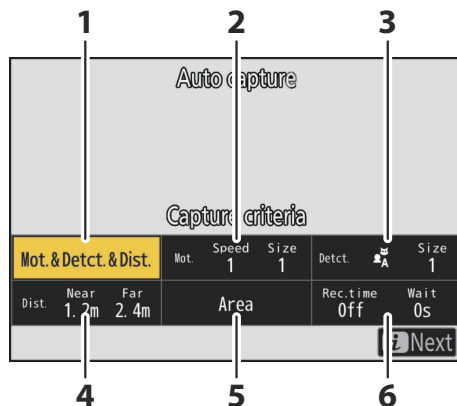 1 2 3
Auto capture
Capture criteria
Mot.&Detct.&Dist. Mot. Speed 1 Size 1 Detct. A Size 1
Dist. Near 1.2m Far 2.4m Area Rec.time Off Wait 0s
i Next
4 5 6